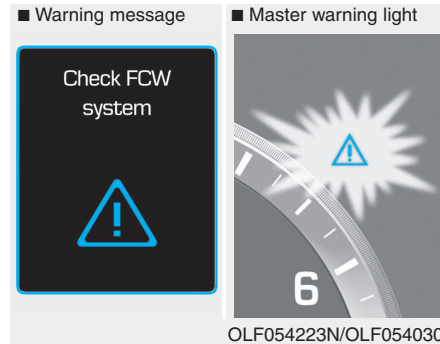 ■ Warning message
■ Master warning light
Check FCW
system
6
OLF054223N/OLF054030